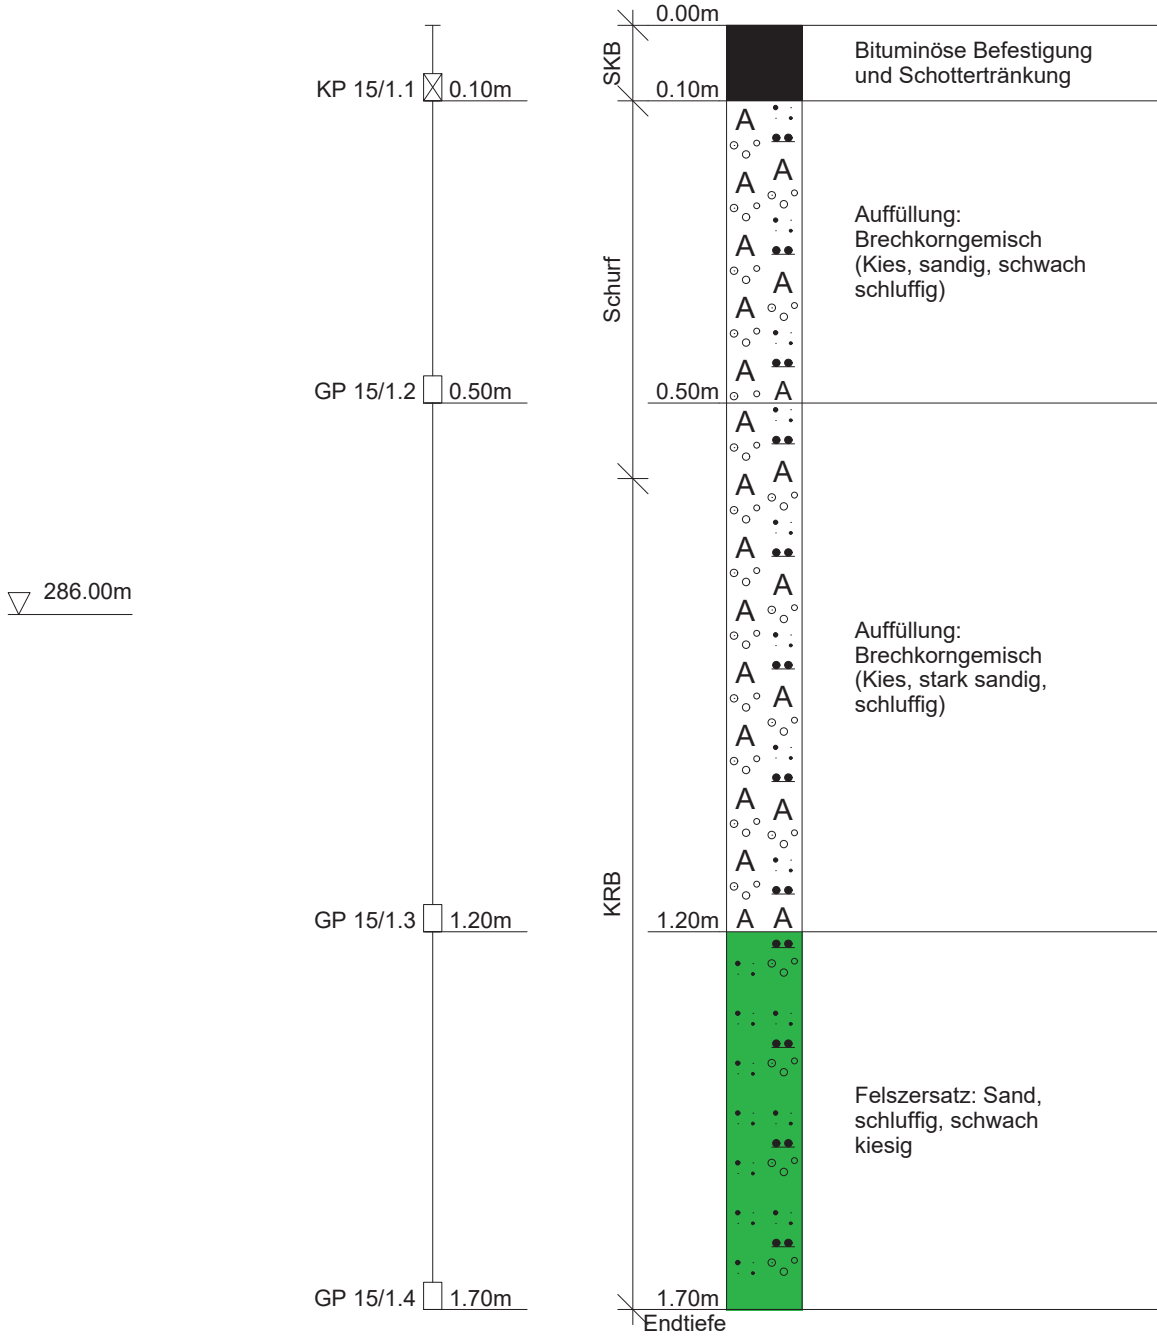 0.00m
SKB
Bituminöse Befestigung
und Schottertränkung
KP 15/1.1 0.10m
0.10m
A
A
A
A
A
A
A
A
Schurf
Auffüllung:
Brechkorngemisch
(Kies, sandig, schwach
schluffig)
GP 15/1.2 0.50m
0.50m
A
A
A
A
A
A
A
A
A
A
A
A
A
A
286.00m
Auffüllung:
Brechkorngemisch
(Kies, stark sandig,
schluffig)
KRB
GP 15/1.3 1.20m
1.20m
Felszersatz: Sand,
schluffig, schwach
kiesig
GP 15/1.4 1.70m
1.70m
Endtiefe